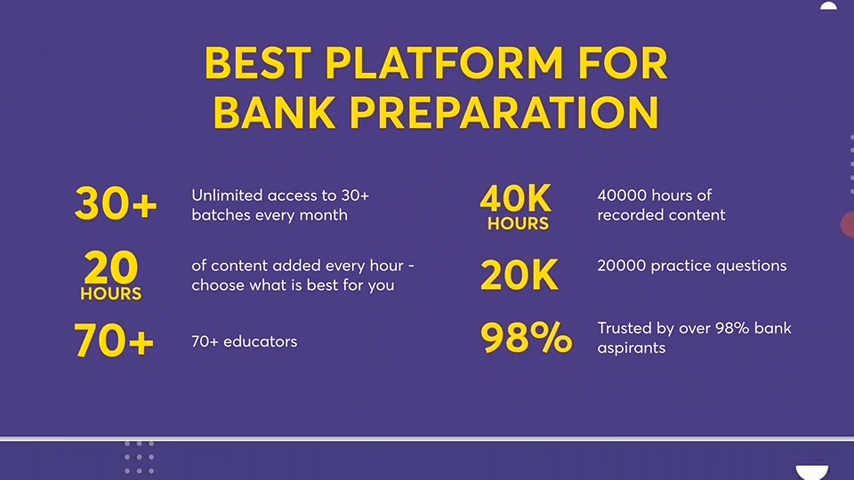 BEST PLATFORM FOR
BANK PREPARATION
30+
Unlimited access to 30+
batches every month
20
HOURS
of content added every hour -
choose what is best for you
70+
70+ educators
40K
HOURS
40000 hours of
recorded content
20K
20000 practice questions
98%
Trusted by over 98% bank
aspirants